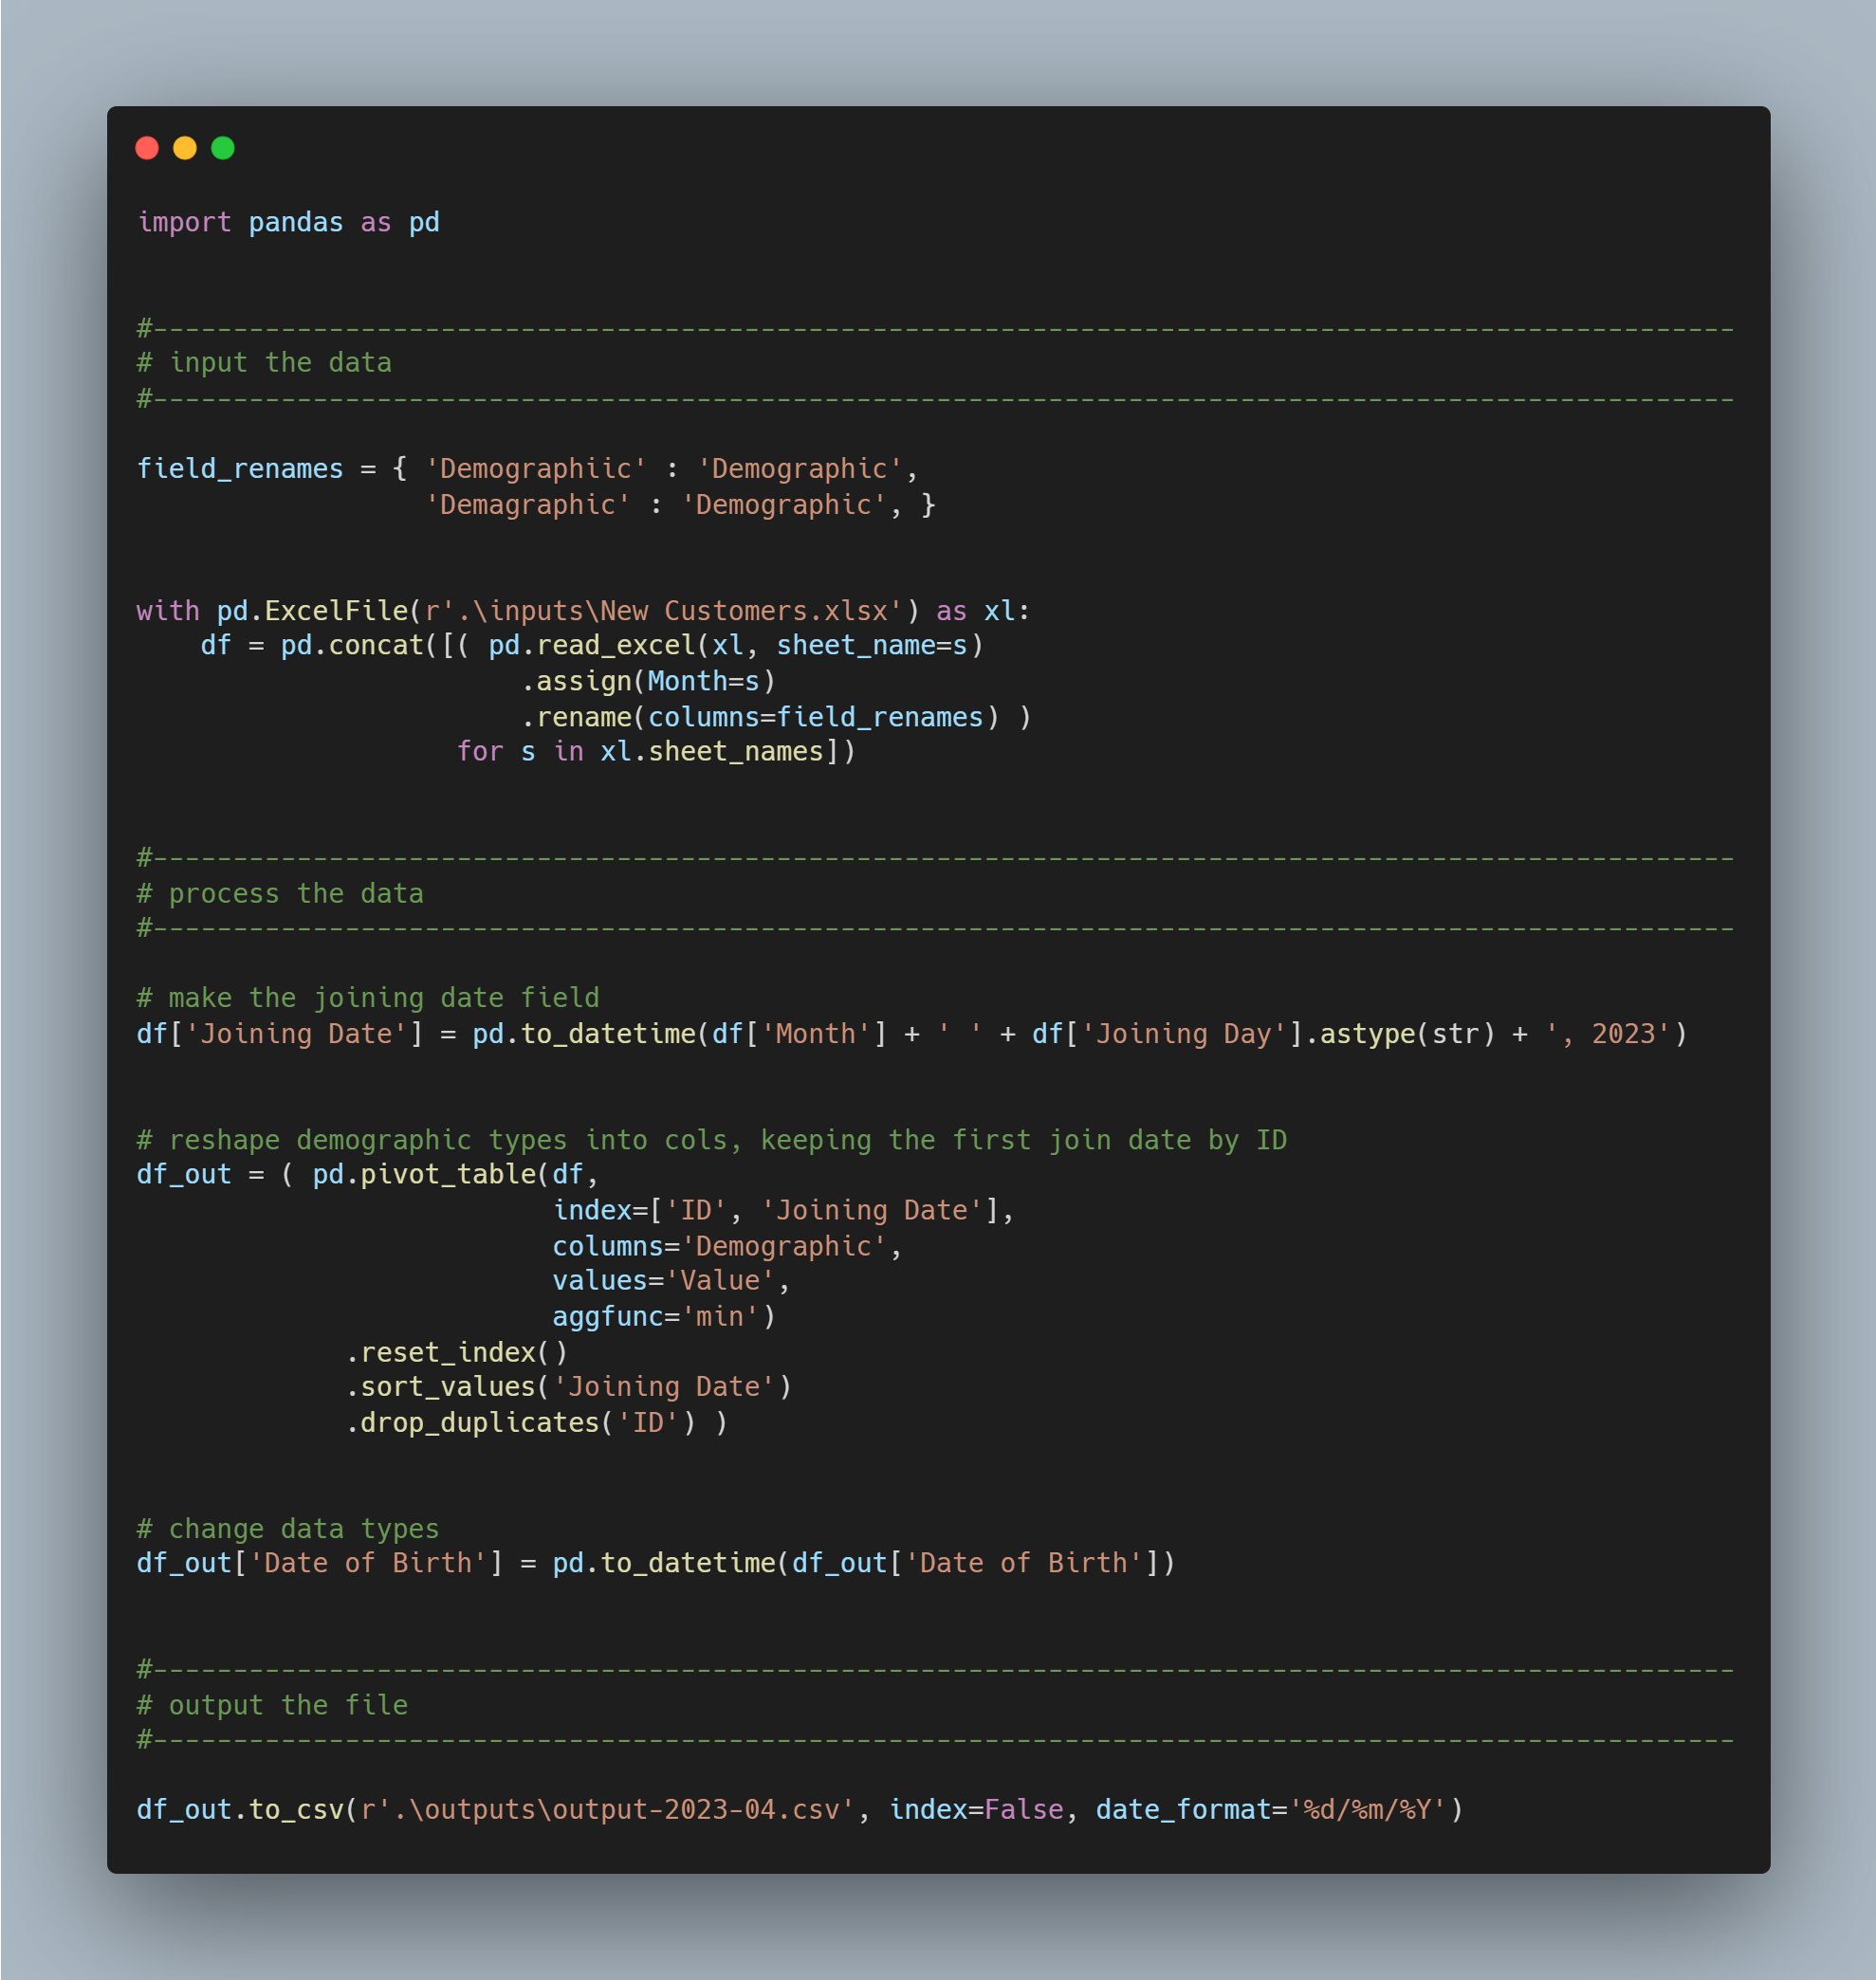 import pandas as pd
#---------------------------------------------------------------------------------------------------
# input the data
#---------------------------------------------------------------------------------------------------
field_renames = { 'Demographiic' : 'Demographic',
                  'Demagraphic' : 'Demographic', }
with pd.ExcelFile(r'.\inputs\New Customers.xlsx') as xl:
    df = pd.concat([( pd.read_excel(xl, sheet_name=s)
                        .assign(Month=s)
                        .rename(columns=field_renames) )
                    for s in xl.sheet_names])
#---------------------------------------------------------------------------------------------------
# process the data
#---------------------------------------------------------------------------------------------------
# make the joining date field
df['Joining Date'] = pd.to_datetime(df['Month'] + ' ' + df['Joining Day'].astype(str) + ', 2023')
# reshape demographic types into cols, keeping the first join date by ID
df_out = ( pd.pivot_table(df,
                          index=['ID', 'Joining Date'],
                          columns='Demographic',
                          values='Value',
                          aggfunc='min')
             .reset_index()
             .sort_values('Joining Date')
             .drop_duplicates('ID') )
# change data types
df_out['Date of Birth'] = pd.to_datetime(df_out['Date of Birth'])
#---------------------------------------------------------------------------------------------------
# output the file
#---------------------------------------------------------------------------------------------------
df_out.to_csv(r'.\outputs\output-2023-04.csv', index=False, date_format='%d/%m/%Y')